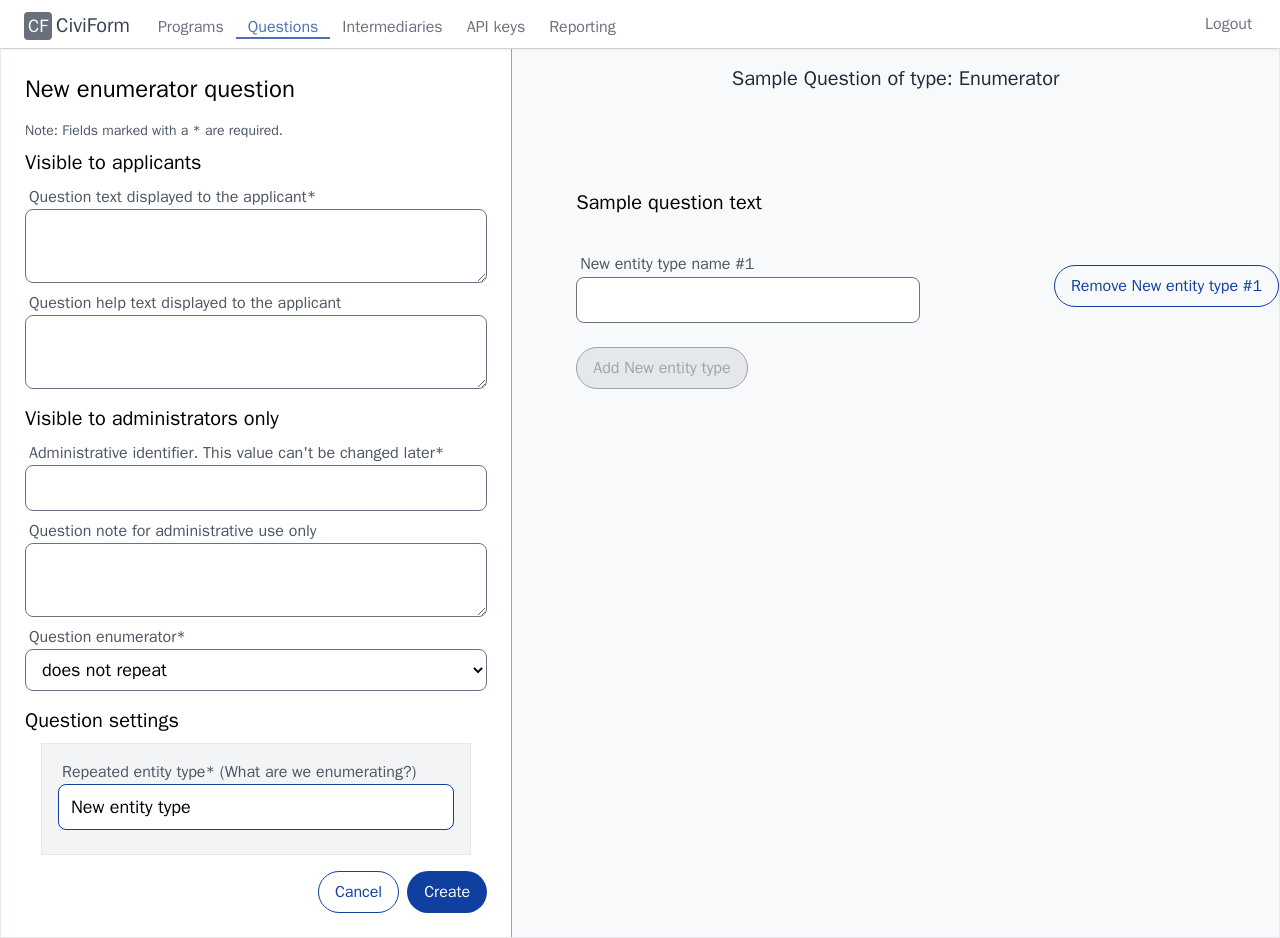 CF CiviForm Programs Questions Intermediaries API keys Reporting Logout
New enumerator question
Note: Fields marked with a * are required.
Visible to applicants
Question text displayed to the applicant*
Question help text displayed to the applicant
Visible to administrators only
Administrative identifier. This value can't be changed later*
Question note for administrative use only
Question enumerator*
does not repeat
Question settings
Repeated entity type* (What are we enumerating?)
New entity type
Cancel Create
Sample Question of type: Enumerator
Sample question text
New entity type name #1
Remove New entity type #1
Add New entity type